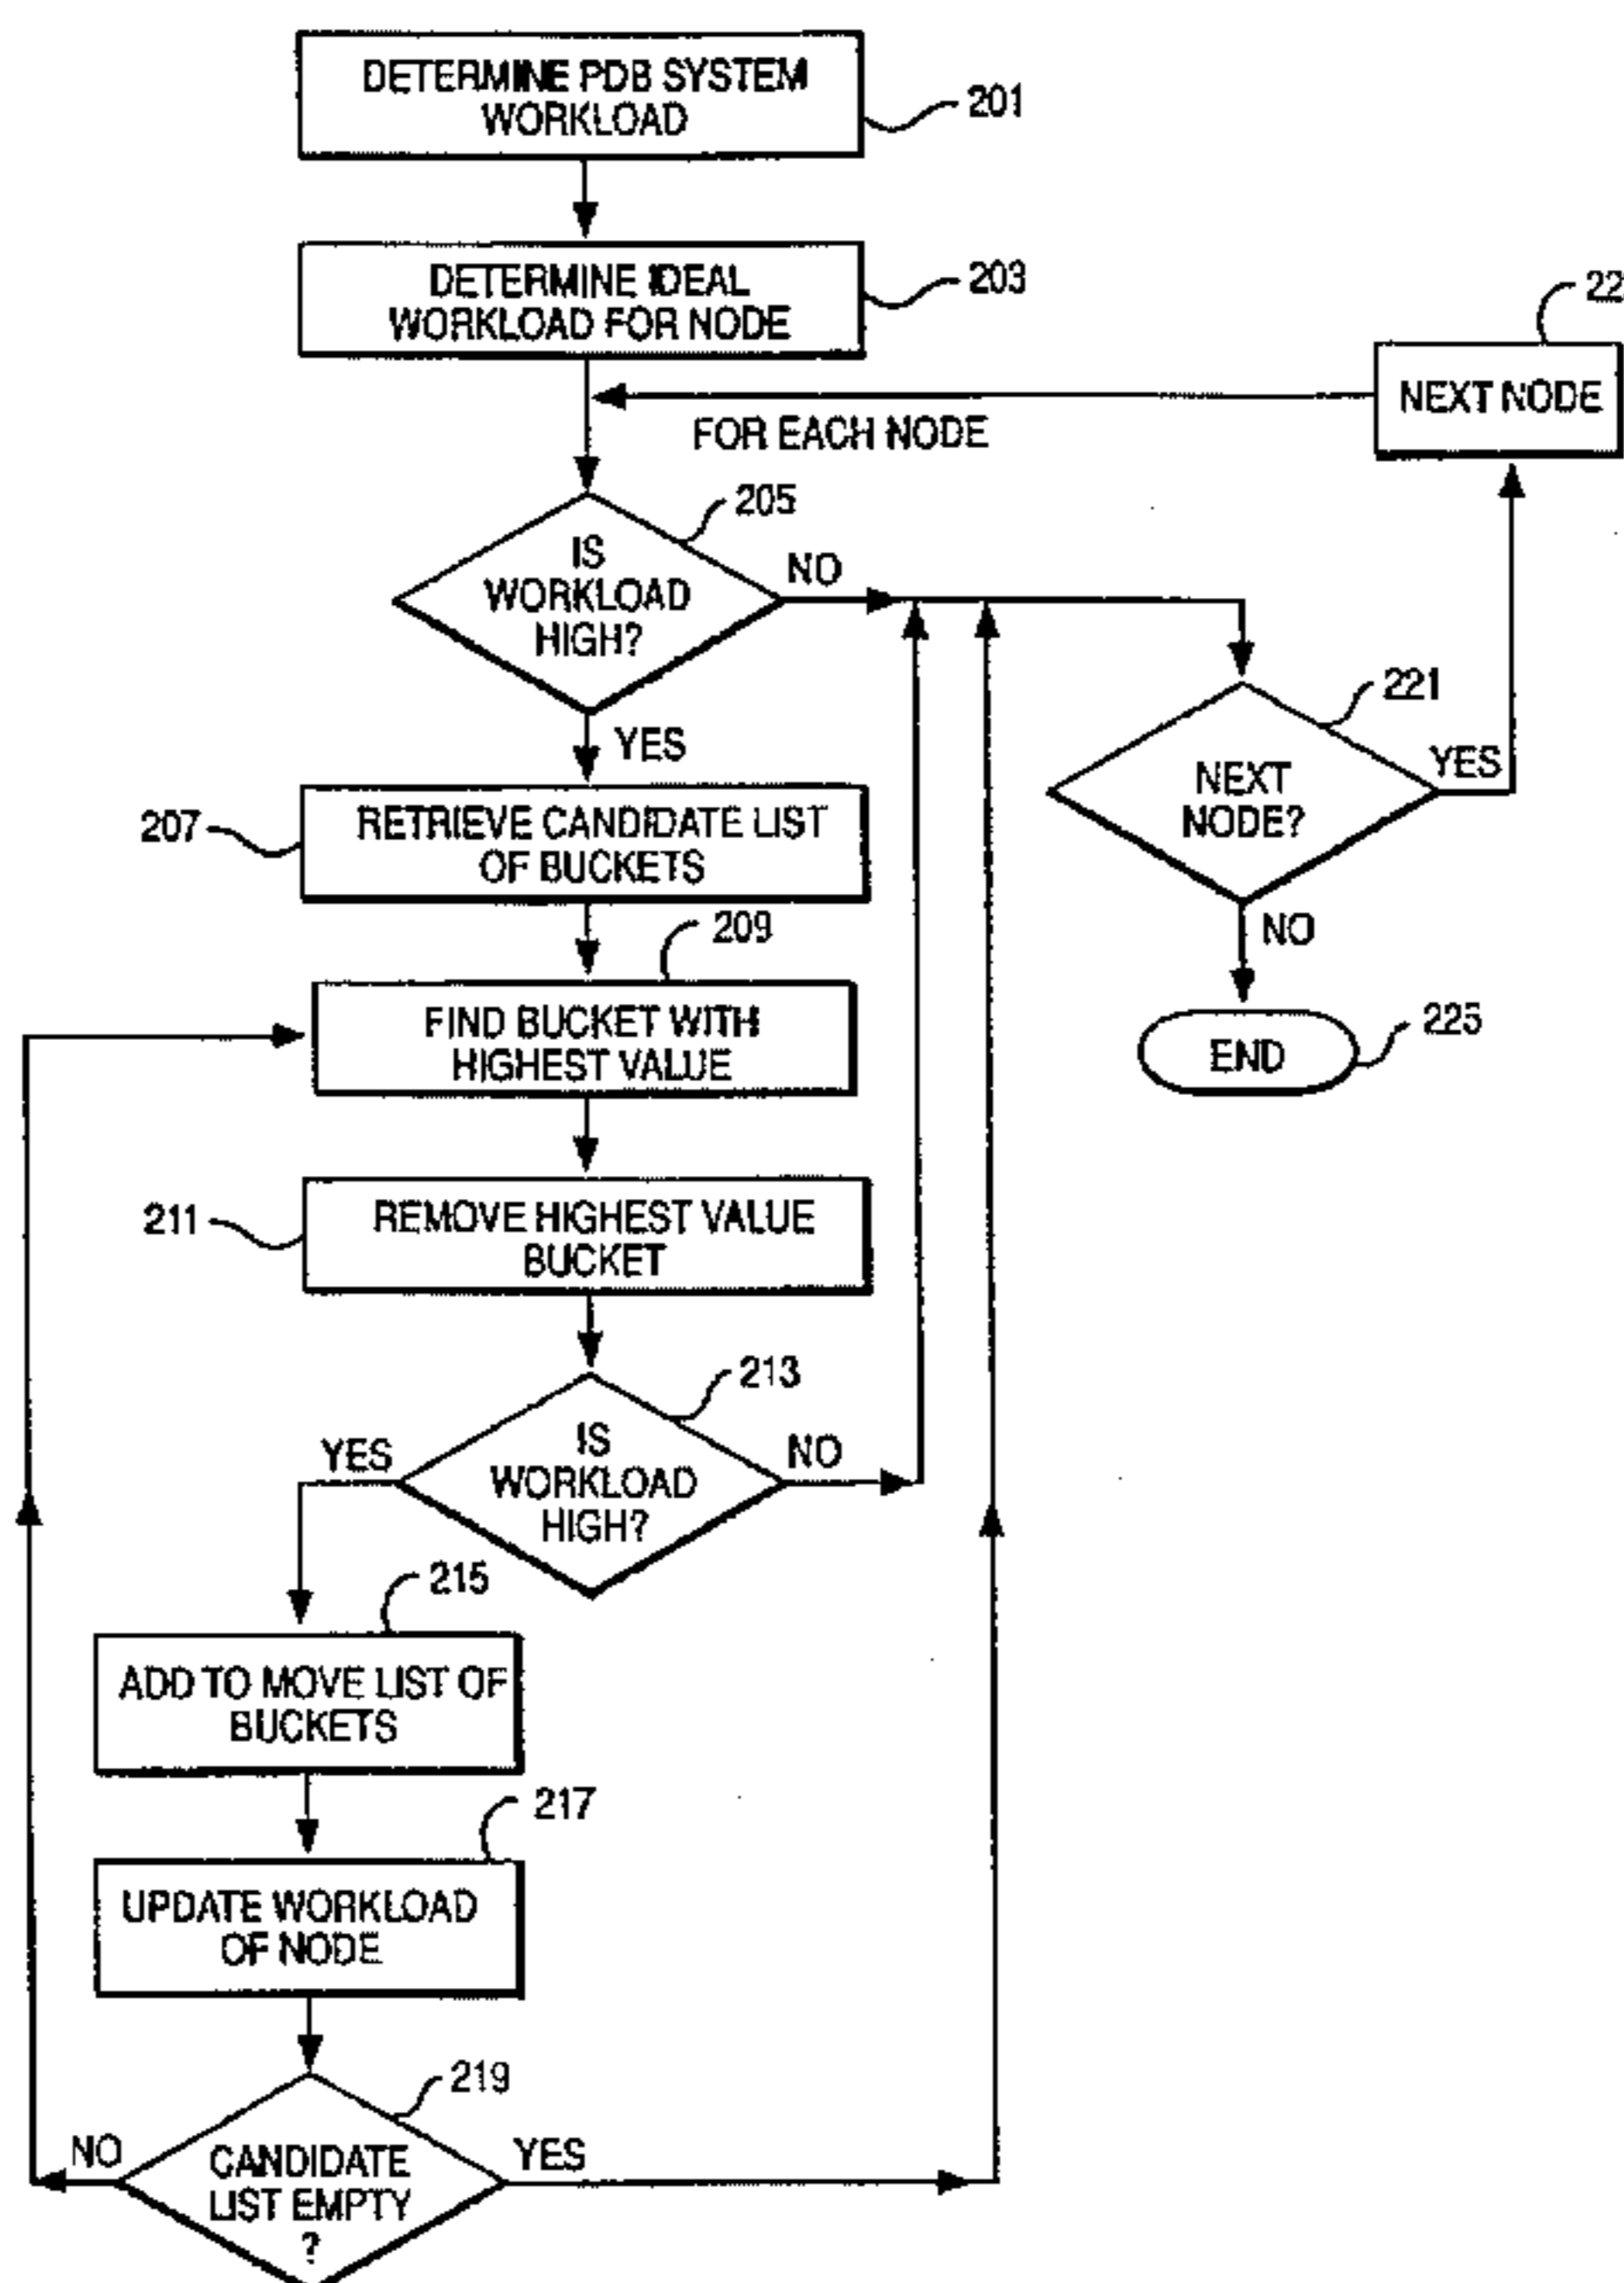 DETERMINE PDB SYSTEM
WORKLOAD
201
DETERMINE IDEAL
WORKLOAD FOR NODE
203
22
NEXT NODE
FOR EACH NODE
205
IS
WORKLOAD
HIGH?
NO
YES
221
NEXT
NODE?
YES
NO
225
END
207
RETRIEVE CANDIDATE LIST
OF BUCKETS
209
FIND BUCKET WITH
HIGHEST VALUE
211
REMOVE HIGHEST VALUE
BUCKET
213
IS
WORKLOAD
HIGH?
YES
NO
215
ADD TO MOVE LIST OF
BUCKETS
217
UPDATE WORKLOAD
OF NODE
219
CANDIDATE
LIST EMPTY
?
NO
YES